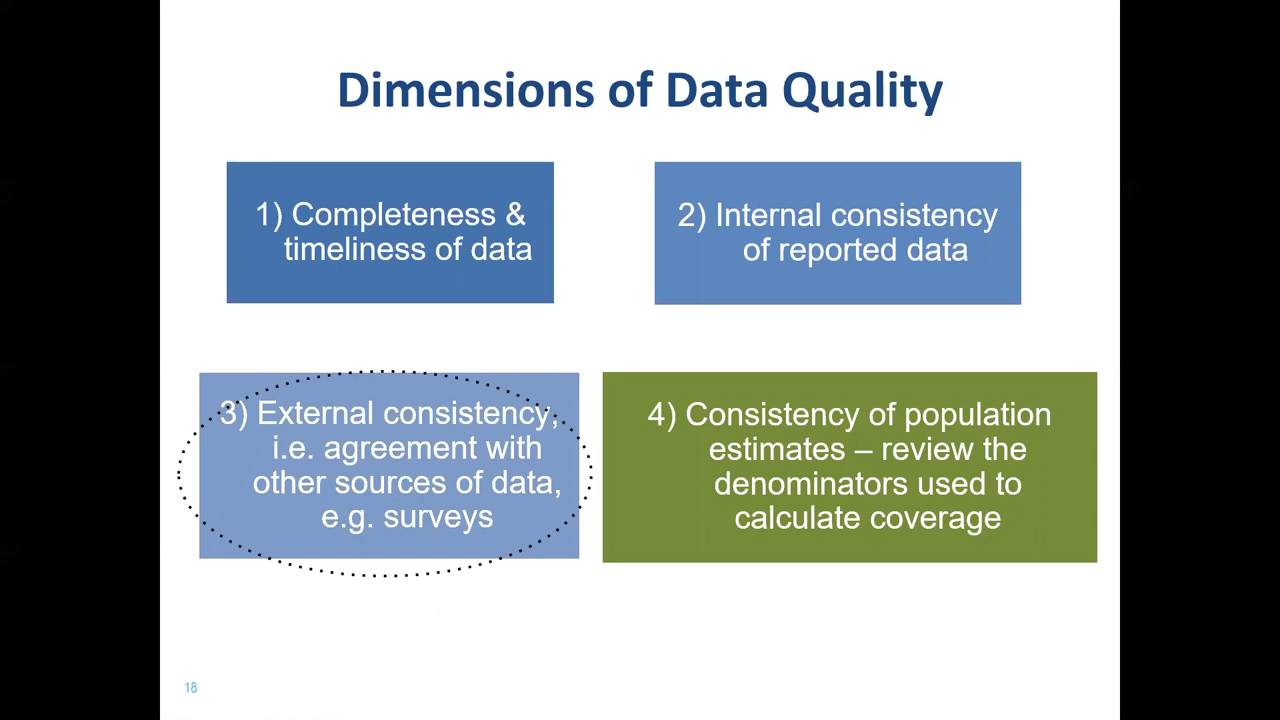 Dimensions of Data Quality
1) Completeness &
timeliness of data
2) Internal consistency
of reported data
3) External consistency,
i.e. agreement with
other sources of data,
e.g. surveys
4) Consistency of population
estimates – review the
denominators used to
calculate coverage
18